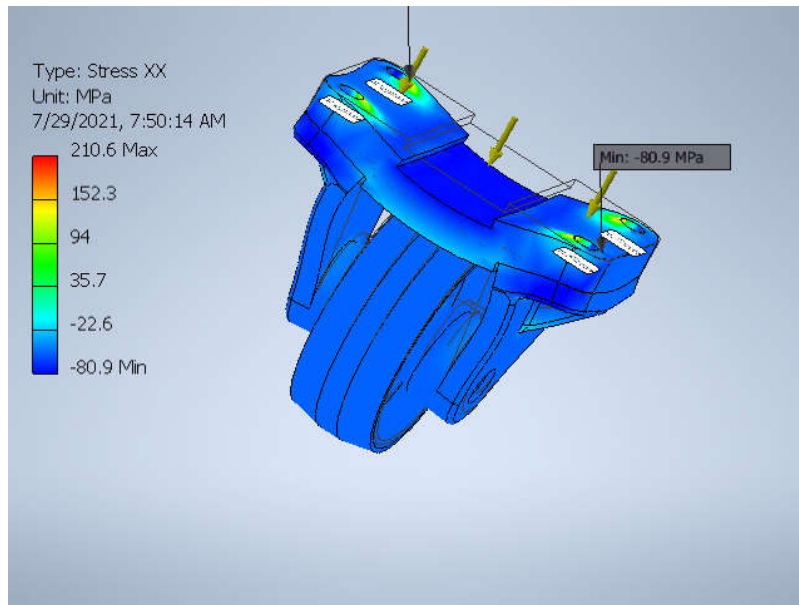 Type: Stress XX
Unit: MPa
7/29/2021, 7:50:14 AM
210.6 Max
152.3
94
35.7
-22.6
-80.9 Min
Min: -80.9 MPa